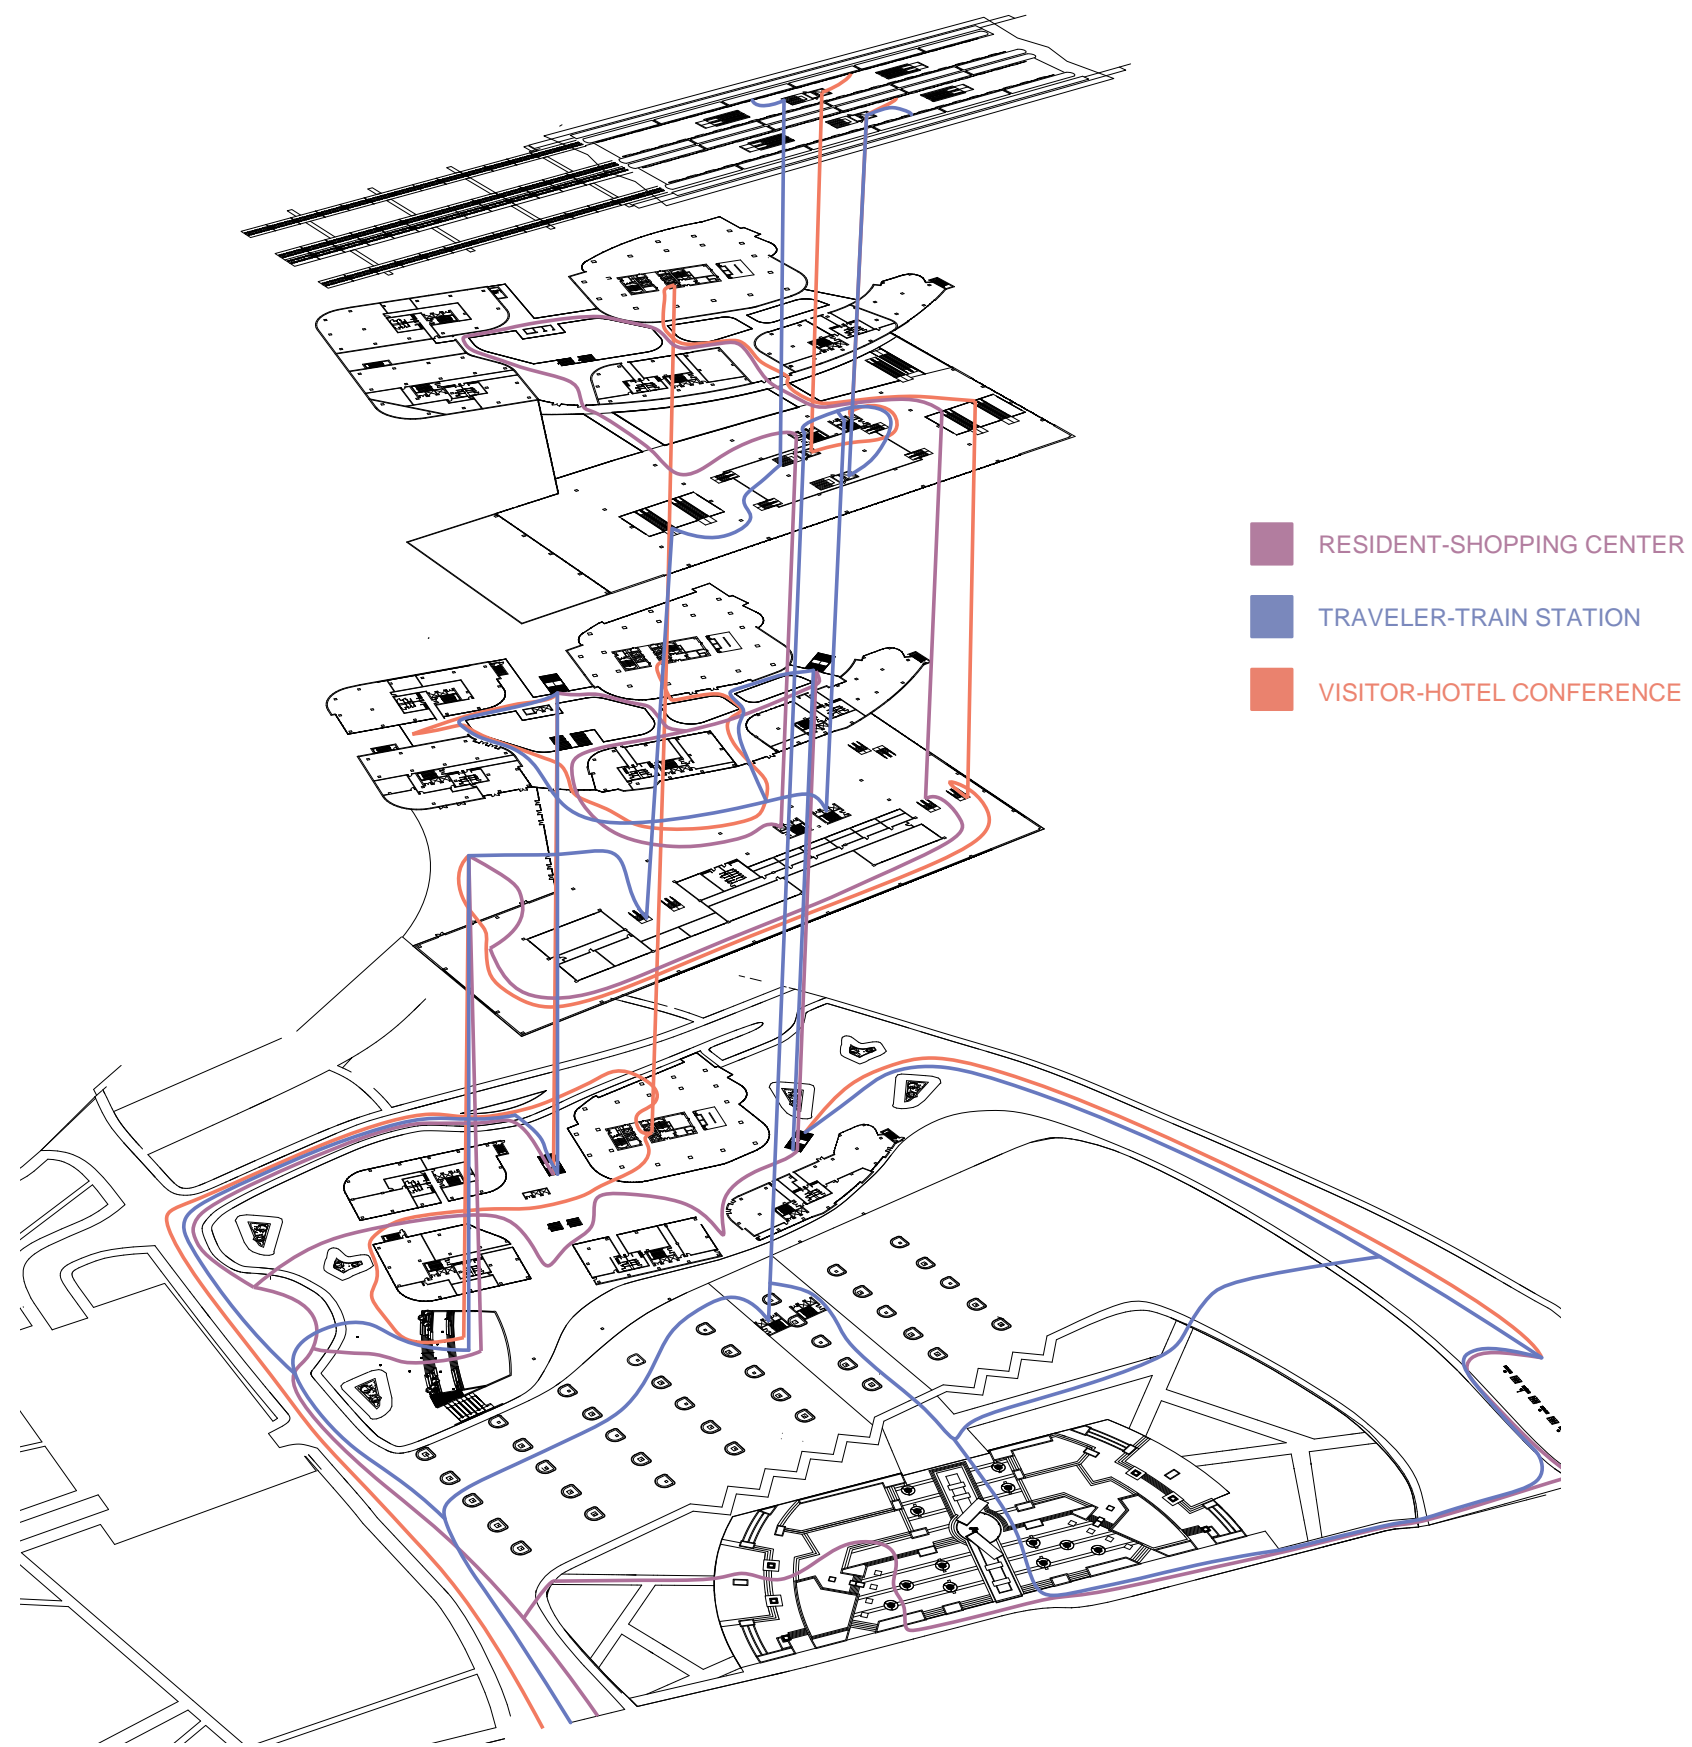 RESIDENT-SHOPPING CENTER
TRAVELER-TRAIN STATION
VISITOR-HOTEL CONFERENCE